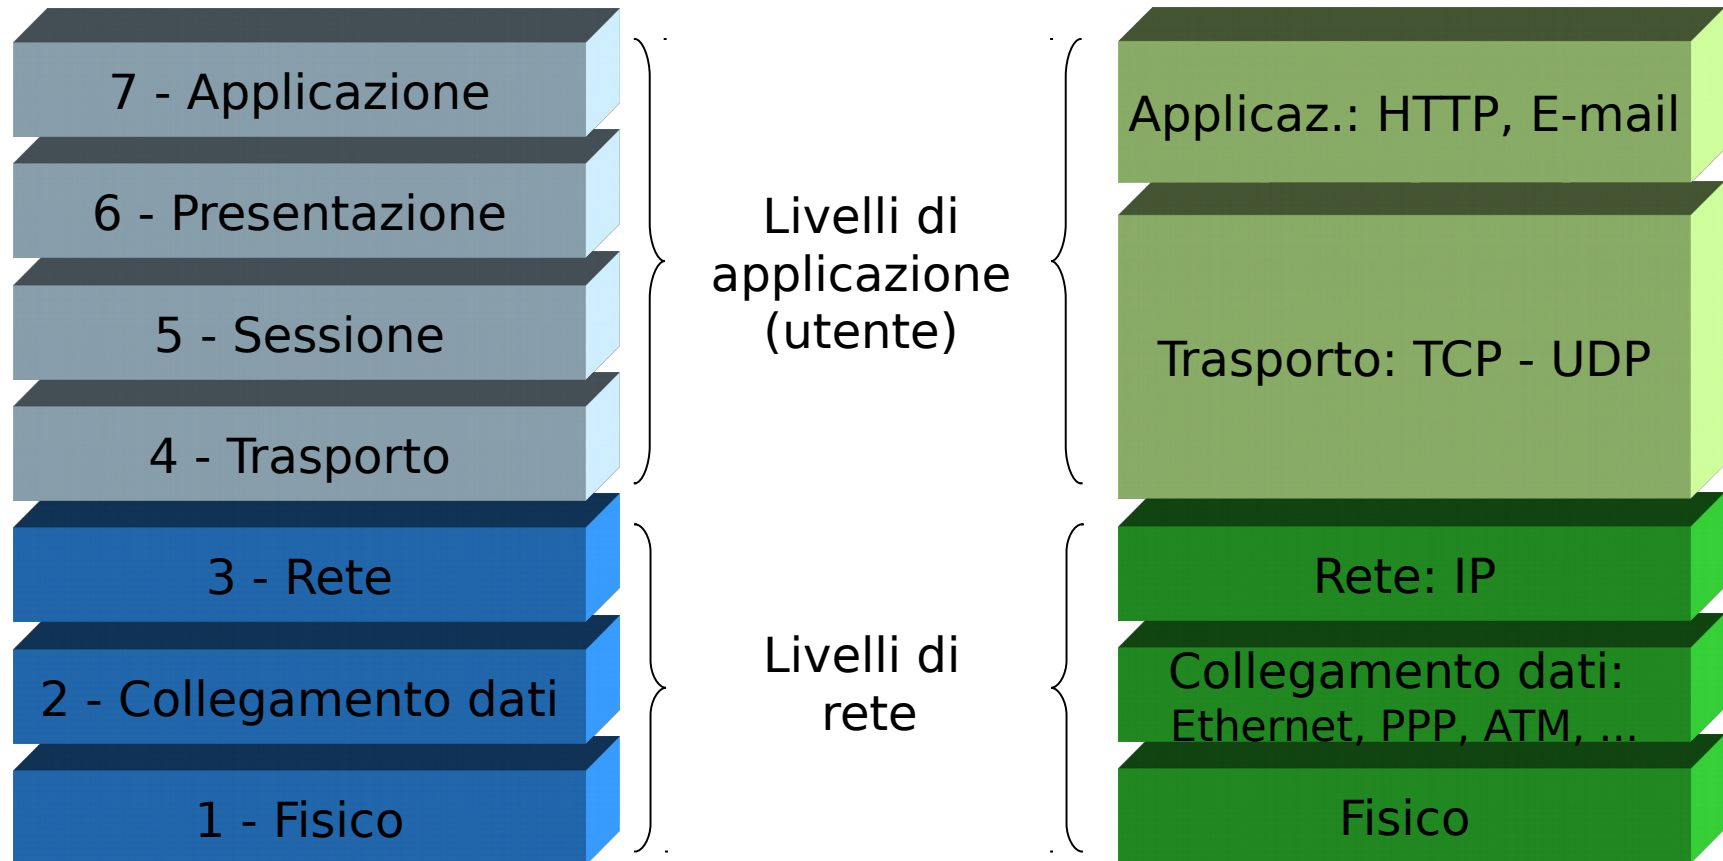 7 - Applicazione
6 - Presentazione
5 - Sessione
4 - Trasporto
3 - Rete
2 - Collegamento dati
1 - Fisico
Livelli di
applicazione
(utente)
Livelli di
rete
Applicaz.: HTTP, E-mail
Trasporto: TCP - UDP
Rete: IP
Collegamento dati:
Ethernet, PPP, ATM, ...
Fisico